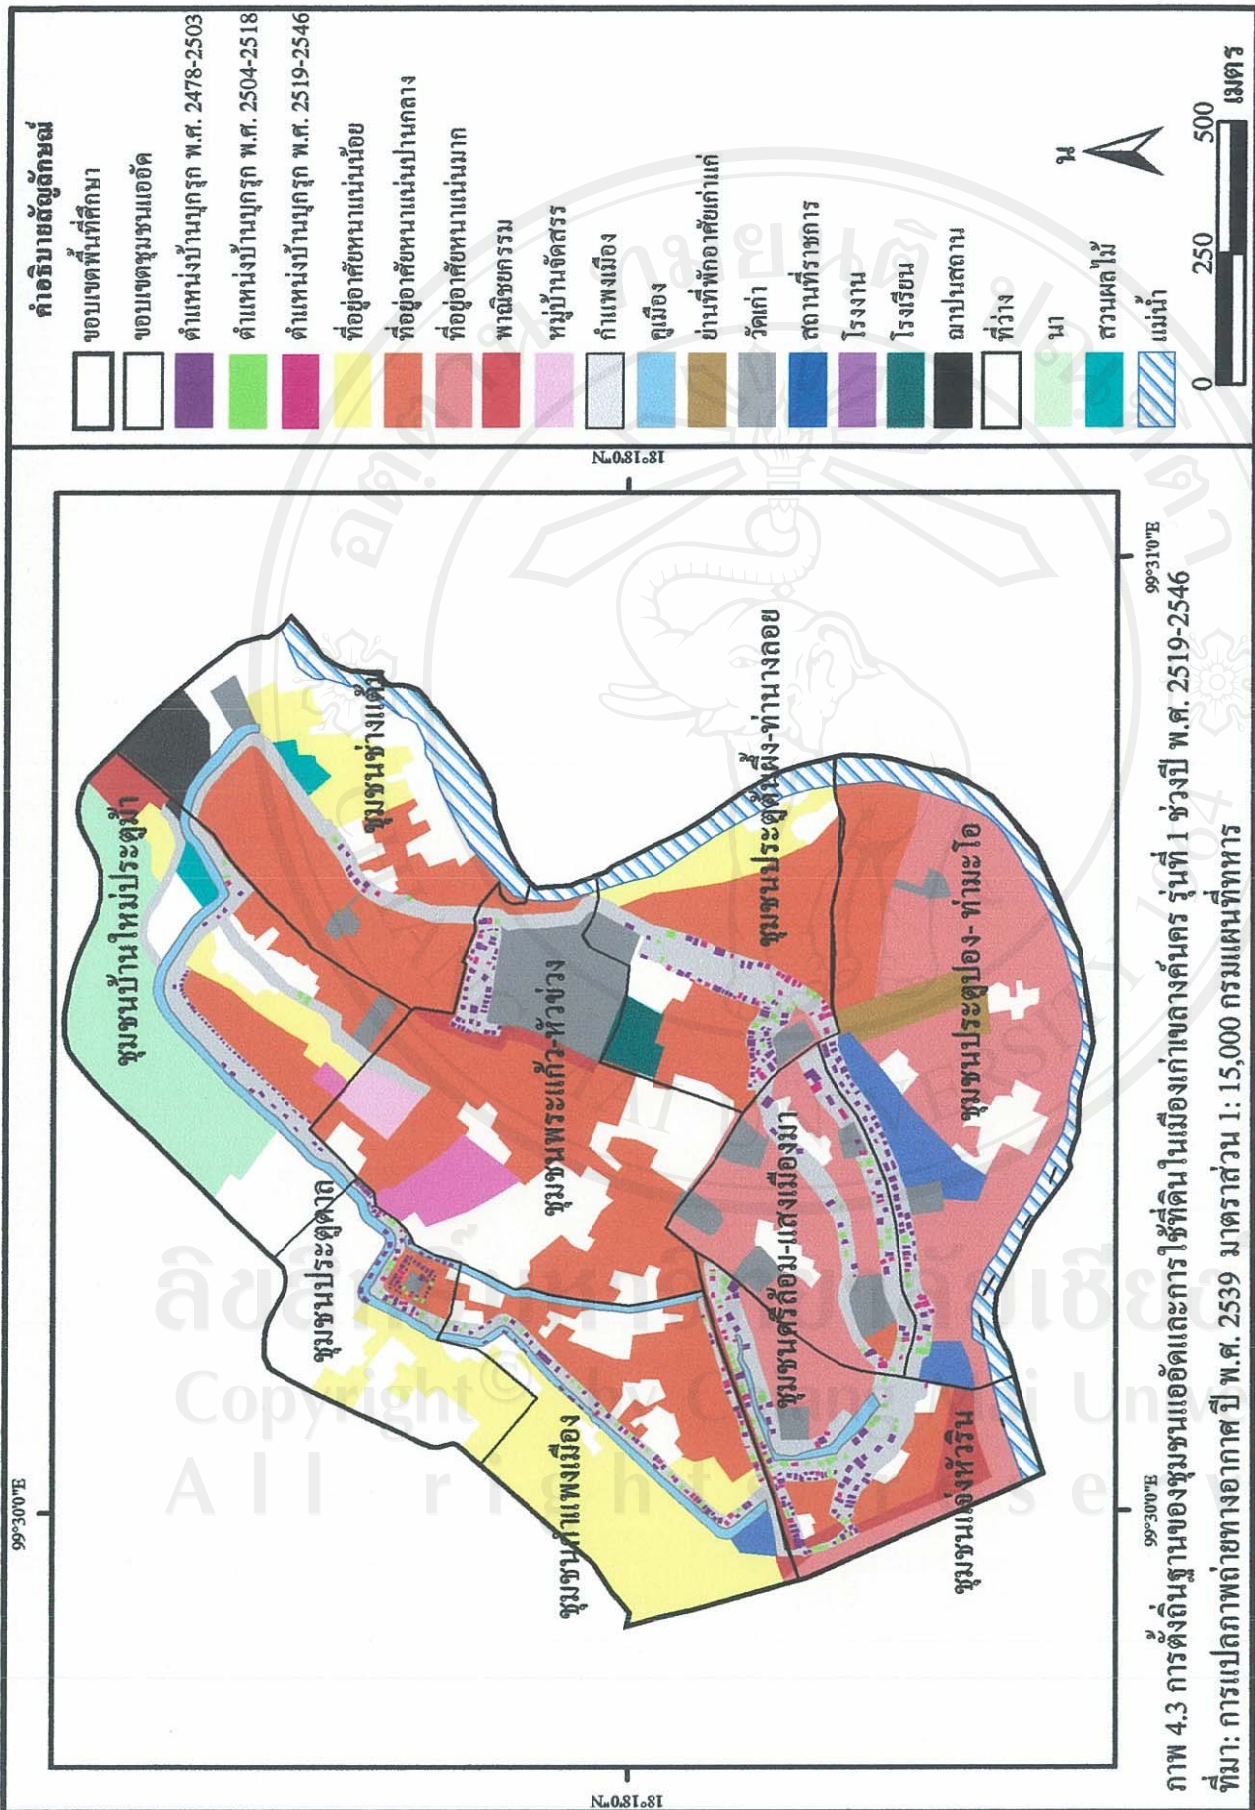 คำอธิบายสัญลักษณ์
ขอบเขตพื้นที่ศึกษา
ขอบเขตชุมชนแออัด
ตำแหน่งบ้านบุกรุก พ.ศ. 2478-2503
ตำแหน่งบ้านบุกรุก พ.ศ. 2504-2518
ตำแหน่งบ้านบุกรุก พ.ศ. 2519-2546
ที่อยู่อาศัยหนาแน่นน้อย
ที่อยู่อาศัยหนาแน่นปานกลาง
ที่อยู่อาศัยหนาแน่นมาก
พาณิชยกรรม
หมู่บ้านจัดสรร
กำแพงเมือง
คูเมือง
ย่านที่พักอาศัยเก่าแก่
วัดเก่า
สถานที่ราชการ
โรงงาน
โรงเรียน
ฌาปนสถาน
ที่ว่าง
นา
สวนผลไม้
แม่น้ำ
น
0 250 500
เมตร
99°30'0"E
18°18'0"N
18°18'0"N
99°30'0"E
99°31'0"E
ชุมชนบ้านใหม่ประตูม้า
ชุมชนช่างแต้ม
ชุมชนประตูตาล
ชุมชนพระแก้ว-หัวข่วง
ชุมชนประตูต้นผึ้ง-ท่านางลอย
ชุมชนกำแพงเมือง
ชุมชนศรีล้อม-แสงเมืองมา
ชุมชนประตูปอง- ท่ามะโอ
ชุมชนแจ่งหัวริน
ภาพ 4.3 การตั้งถิ่นฐานของชุมชนแออัดและการใช้ที่ดินในเมืองเก่าเขลางค์นคร รุ่นที่ 1 ช่วงปี พ.ศ. 2519-2546
ที่มา: การแปลภาพถ่ายทางอากาศ ปี พ.ศ. 2539 มาตราส่วน 1: 15,000 กรมแผนที่ทหาร
Copyright © by Chiang Mai Unive
All rights reserve